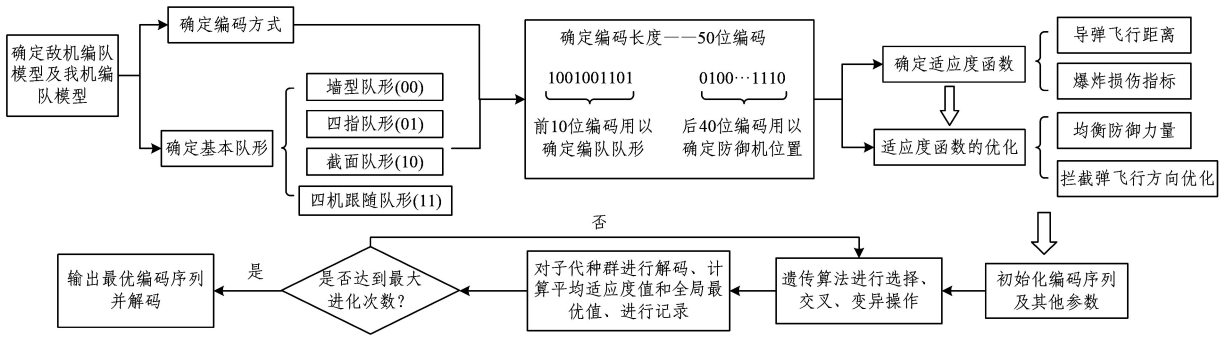 确定敌机编队
模型及我机编
队模型
确定编码方式
确定基本队形
墙型队形(00)
四指队形(01)
截面队形(10)
四机跟随队形(11)
确定编码长度——50位编码
1001001101
0100…1110
前10位编码用以
确定编队队形
后40位编码用以
确定防御机位置
确定适应度函数
适应度函数的优化
导弹飞行距离
爆炸损伤指标
均衡防御力量
拦截弹飞行方向优化
初始化编码序列
及其他参数
遗传算法进行选择、
交叉、变异操作
对子代种群进行解码、计
算平均适应度值和全局最
优值、进行记录
否
是否达到最大
进化次数?
是
输出最优编码序列
并解码